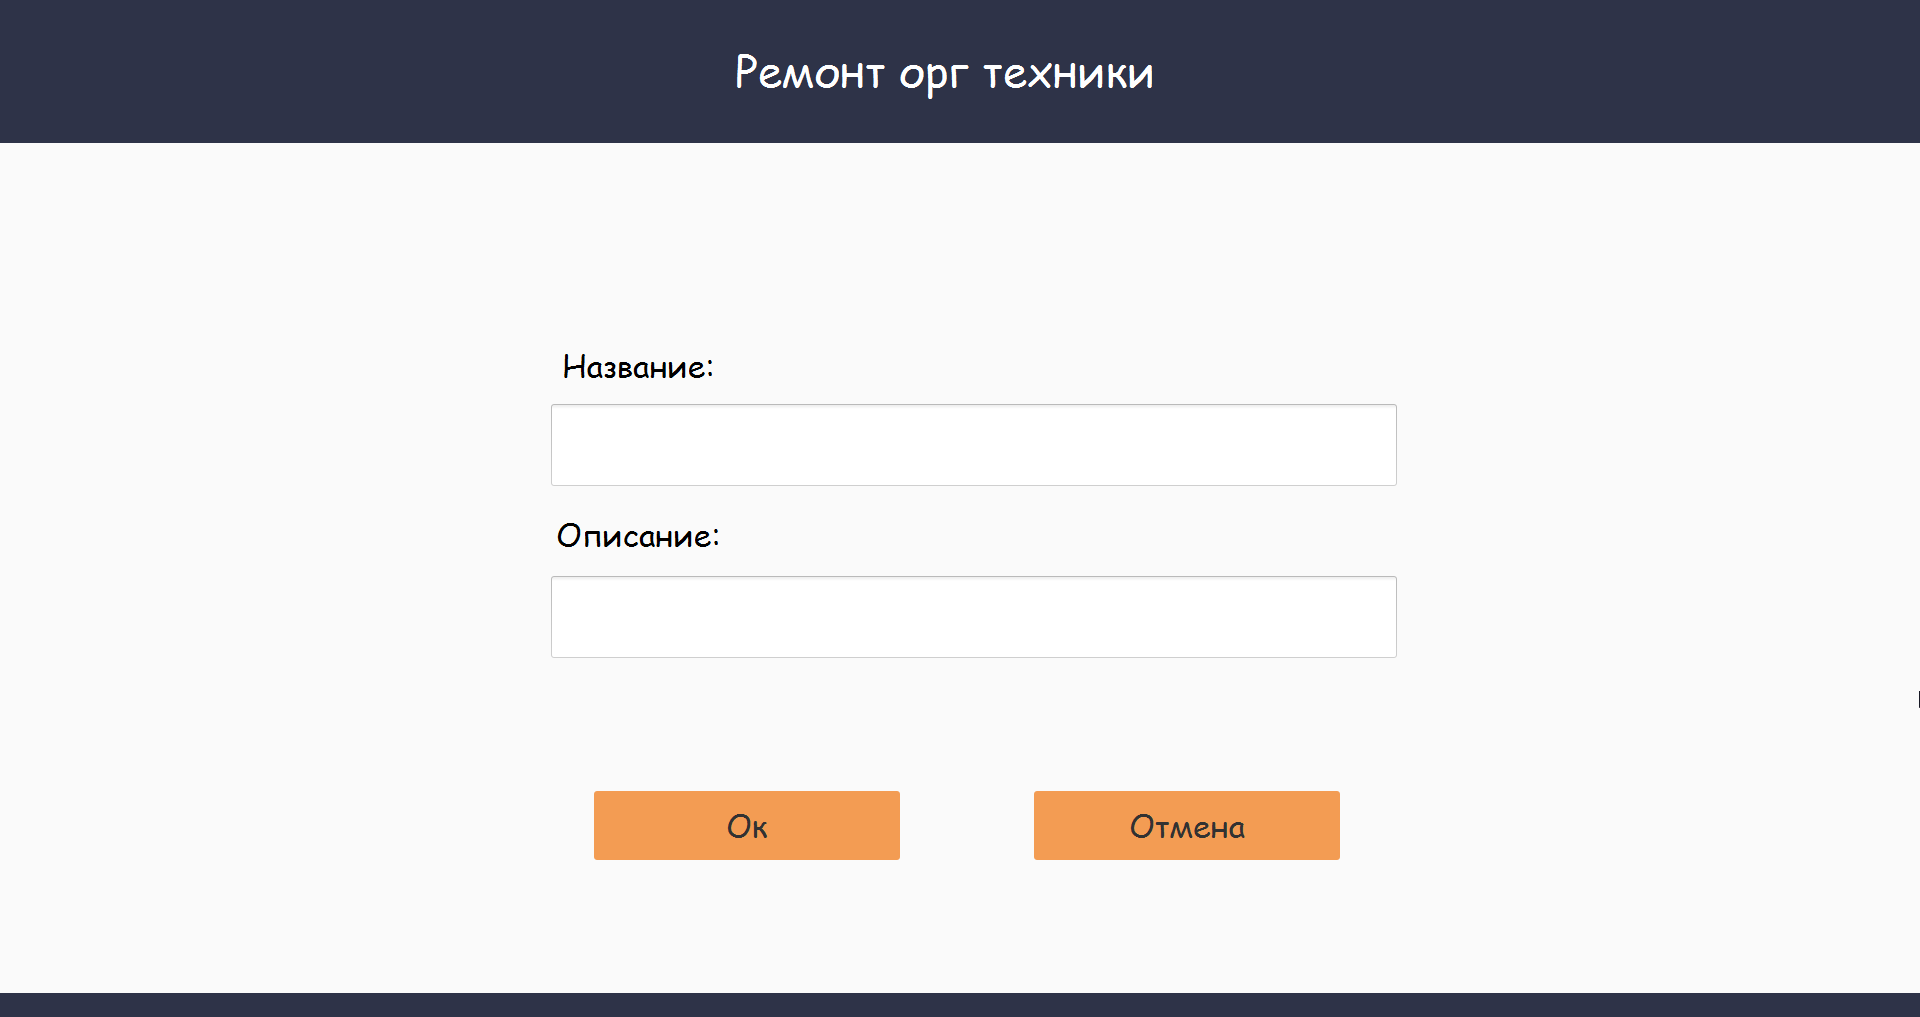 Ремонт орг техники
Название:
Описание:
Ок
Отмена